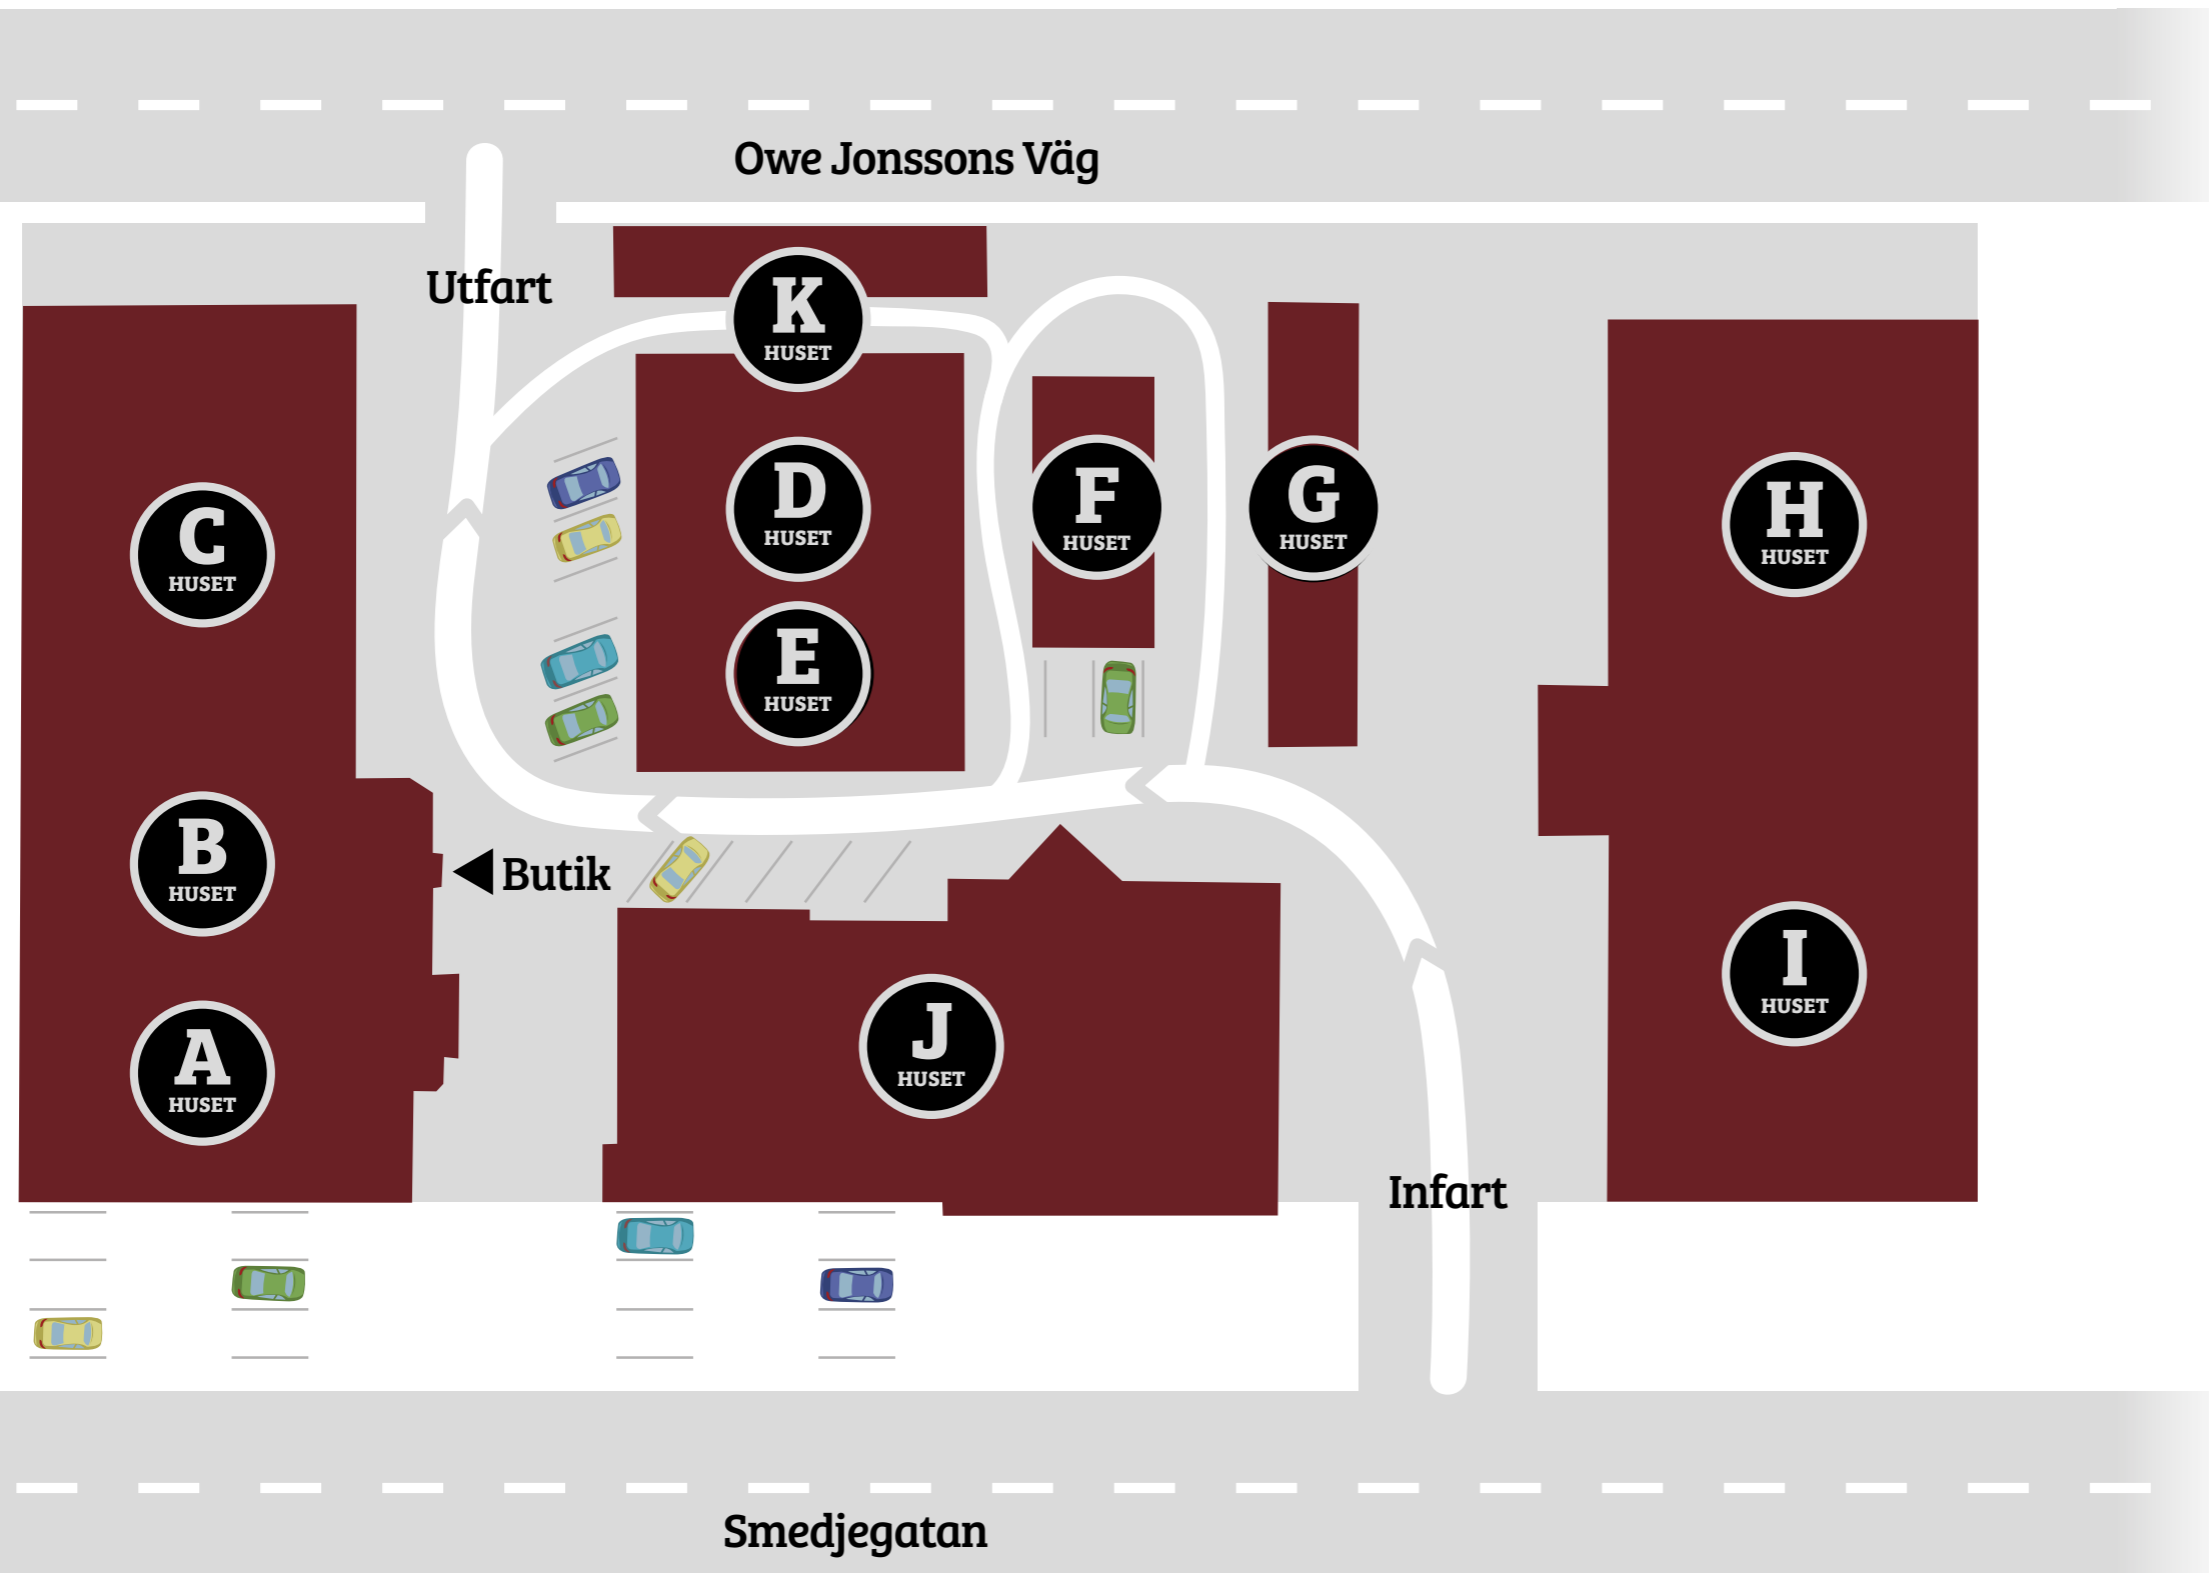 Owe Jonssons Väg
Utfart
K
HUSET
C
HUSET
D
HUSET
F
HUSET
G
HUSET
H
HUSET
E
HUSET
B
HUSET
Butik
A
HUSET
J
HUSET
I
HUSET
Infart
Smedjegatan